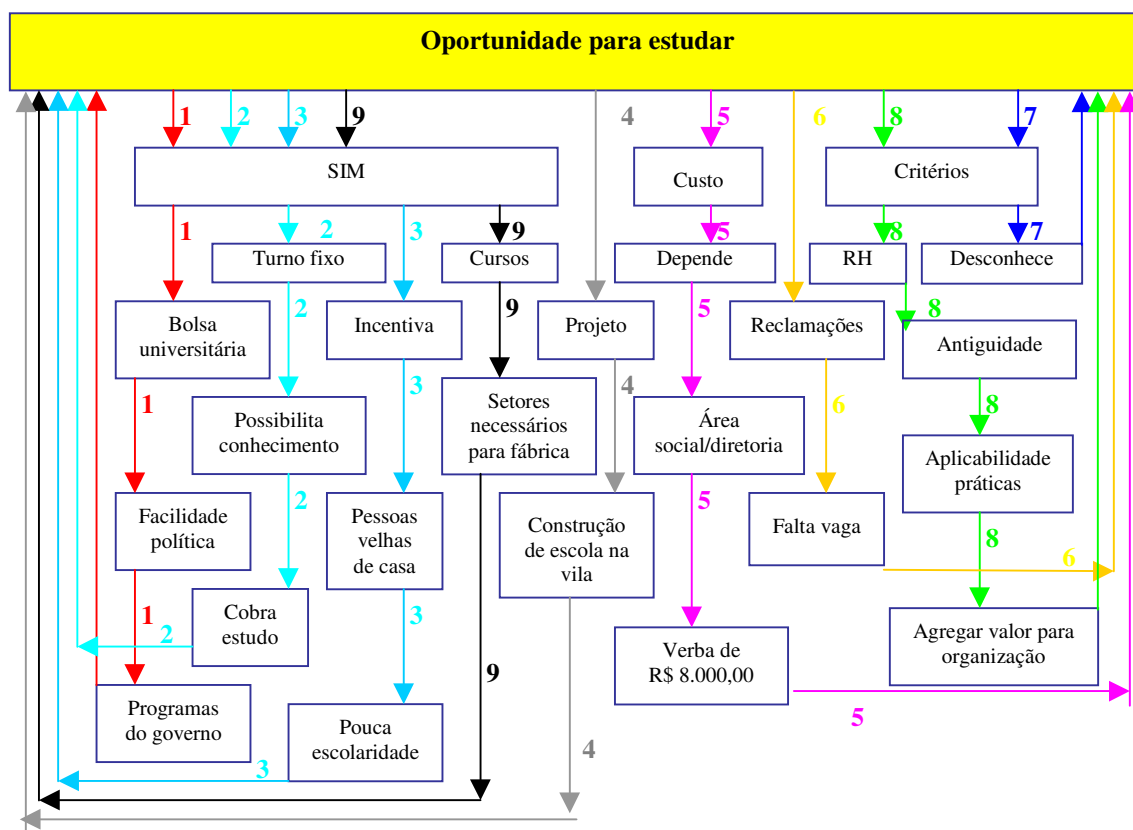 Oportunidade para estudar
1
2
3
9
4
5
6
8
7
SIM
Custo
Critérios
1
2
3
9
5
8
7
Turno fixo
Cursos
Depende
RH
Desconhece
2
9
5
8
Bolsa
universitária
Incentiva
Projeto
Reclamações
Antiguidade
1
3
4
6
8
Possibilita
conhecimento
Setores
necessários
para fábrica
Área
social/diretoria
Aplicabilidade
práticas
2
5
8
Facilidade
política
Pessoas
velhas
de casa
Construção
de escola na
vila
Falta vaga
6
1
3
Cobra
estudo
2
Verba de
R$ 8.000,00
Agregar valor para
organização
9
5
Programas
do governo
Pouca
escolaridade
3
4